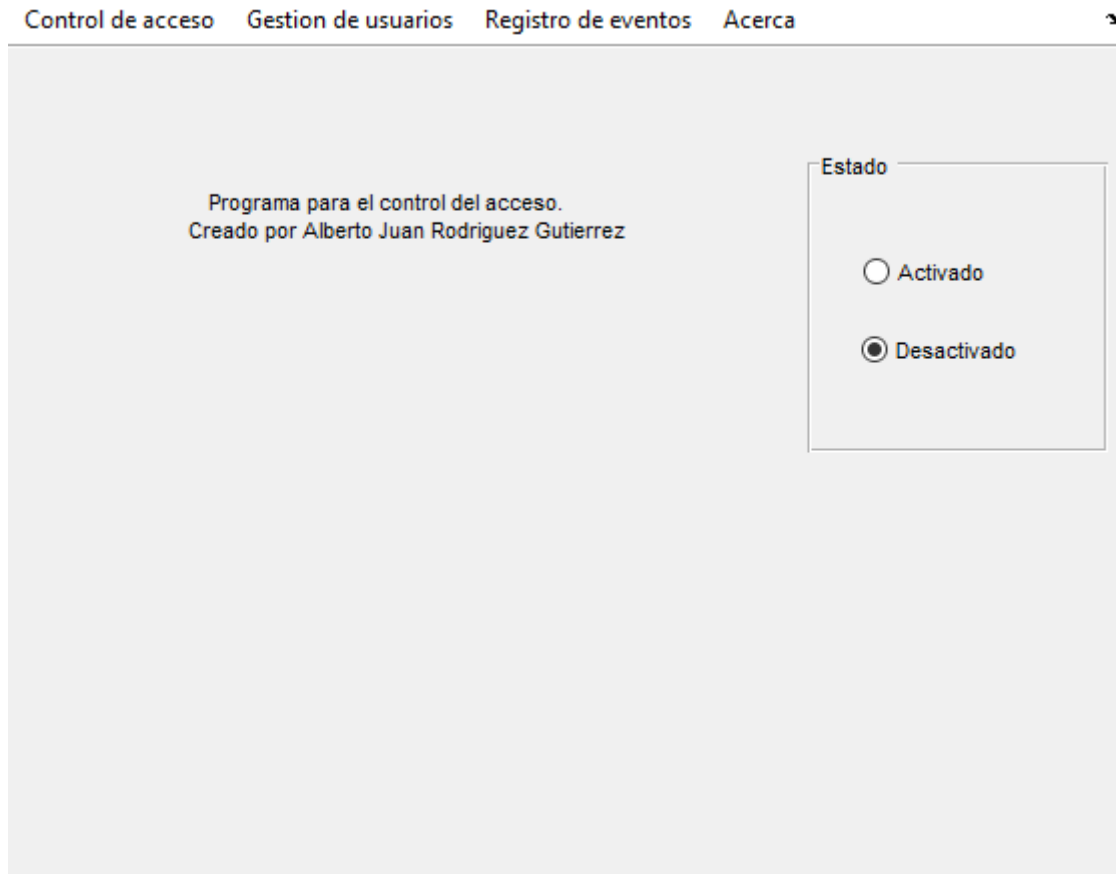 Control de acceso Gestion de usuarios Registro de eventos Acerca
Programa para el control del acceso.
Creado por Alberto Juan Rodriguez Gutierrez
Estado
Activado
Desactivado